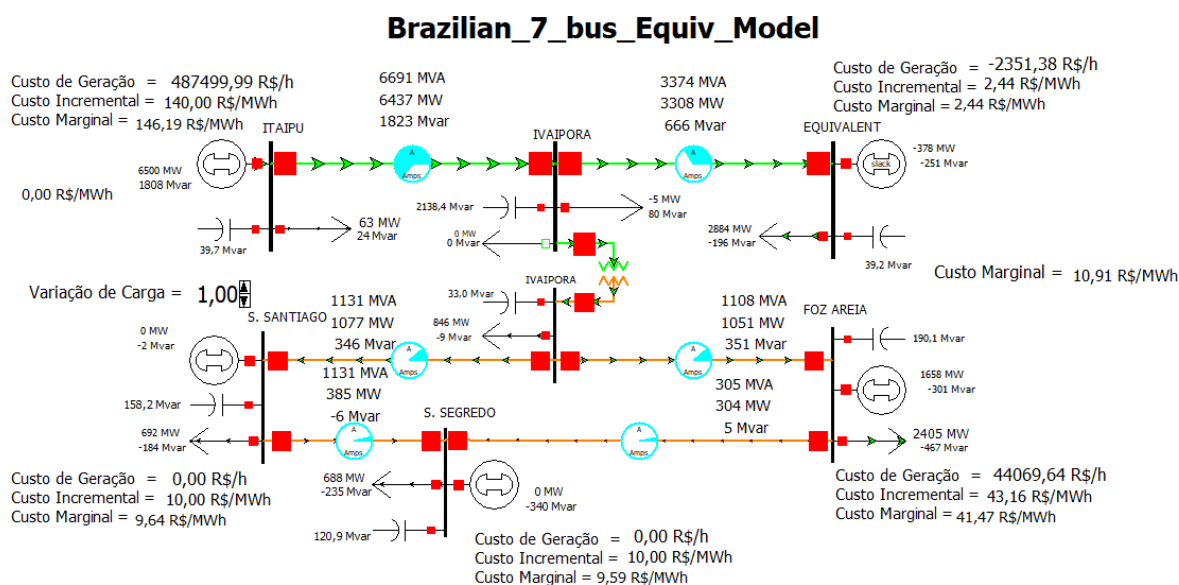 Brazilian_7_bus_Equiv_Model
Custo de Geração = 487499,99 R$/h
Custo Incremental = 140,00 R$/MWh
Custo Marginal = 146,19 R$/MWh
ITAIPU
6500 MW
1808 Mvar
0,00 R$/MWh
39,7 Mvar
63 MW
24 Mvar
6691 MVA
6437 MW
1823 Mvar
A
Amps
IVAIPORA
2138,4 Mvar
-5 MW
80 Mvar
0 MW
0 Mvar
3374 MVA
3308 MW
666 Mvar
A
Amps
Custo de Geração = -2351,38 R$/h
Custo Incremental = 2,44 R$/MWh
Custo Marginal = 2,44 R$/MWh
EQUIVALENT
slack
-378 MW
-251 Mvar
2884 MW
-196 Mvar
39,2 Mvar
Custo Marginal = 10,91 R$/MWh
Variação de Carga = 1,00
IVAIPORA
33,0 Mvar
846 MW
-9 Mvar
S. SANTIAGO
0 MW
-2 Mvar
158,2 Mvar
692 MW
-184 Mvar
1131 MVA
1077 MW
346 Mvar
A
Amps
1131 MVA
385 MW
-6 Mvar
A
Amps
1108 MVA
1051 MW
351 Mvar
A
Amps
305 MVA
304 MW
5 Mvar
A
Amps
FOZ AREIA
190,1 Mvar
1658 MW
-301 Mvar
2405 MW
-467 Mvar
S. SEGREDO
688 MW
-235 Mvar
0 MW
-340 Mvar
120,9 Mvar
Custo de Geração = 0,00 R$/h
Custo Incremental = 10,00 R$/MWh
Custo Marginal = 9,64 R$/MWh
Custo de Geração = 0,00 R$/h
Custo Incremental = 10,00 R$/MWh
Custo Marginal = 9,59 R$/MWh
Custo de Geração = 44069,64 R$/h
Custo Incremental = 43,16 R$/MWh
Custo Marginal = 41,47 R$/MWh